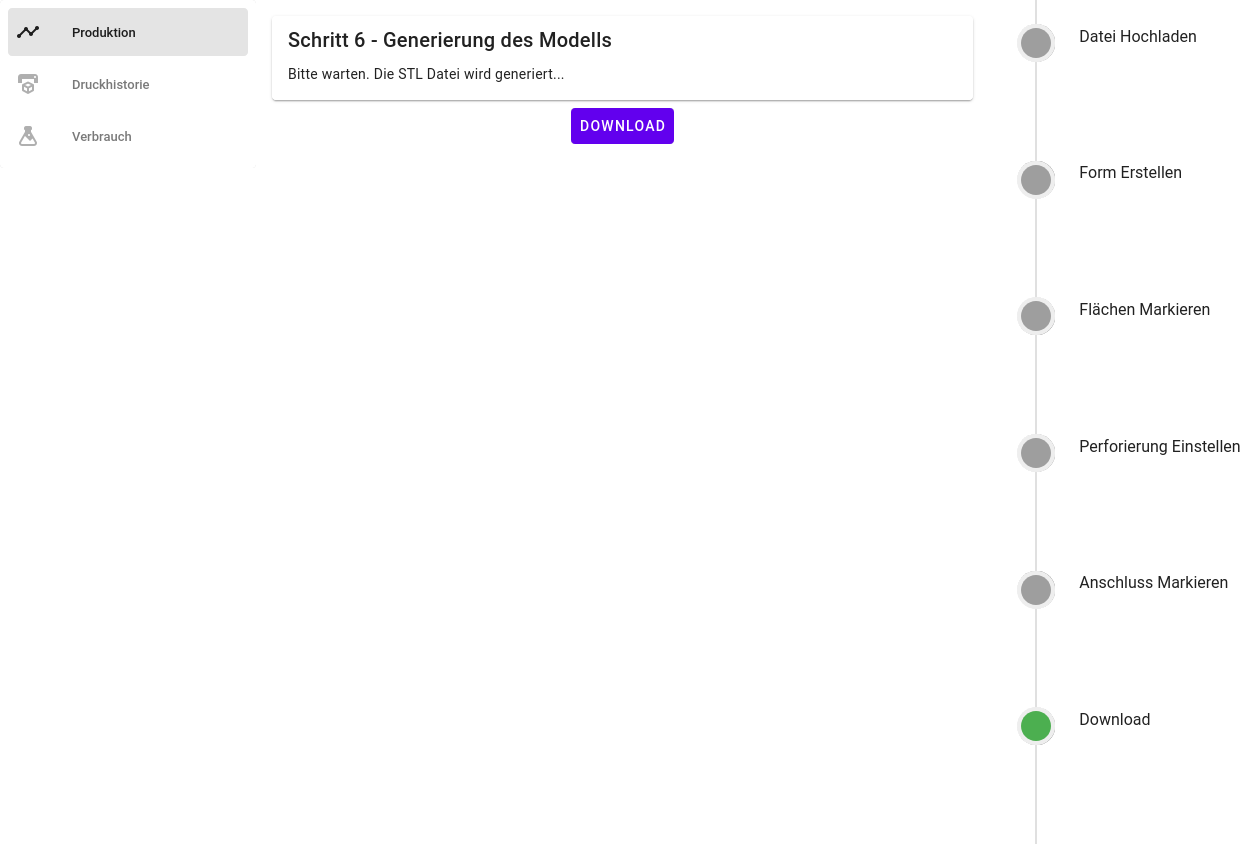 Produktion
Druckhistorie
Verbrauch
Schritt 6 - Generierung des Modells
Bitte warten. Die STL Datei wird generiert...
DOWNLOAD
Datei Hochladen
Form Erstellen
Flächen Markieren
Perforierung Einstellen
Anschluss Markieren
Download